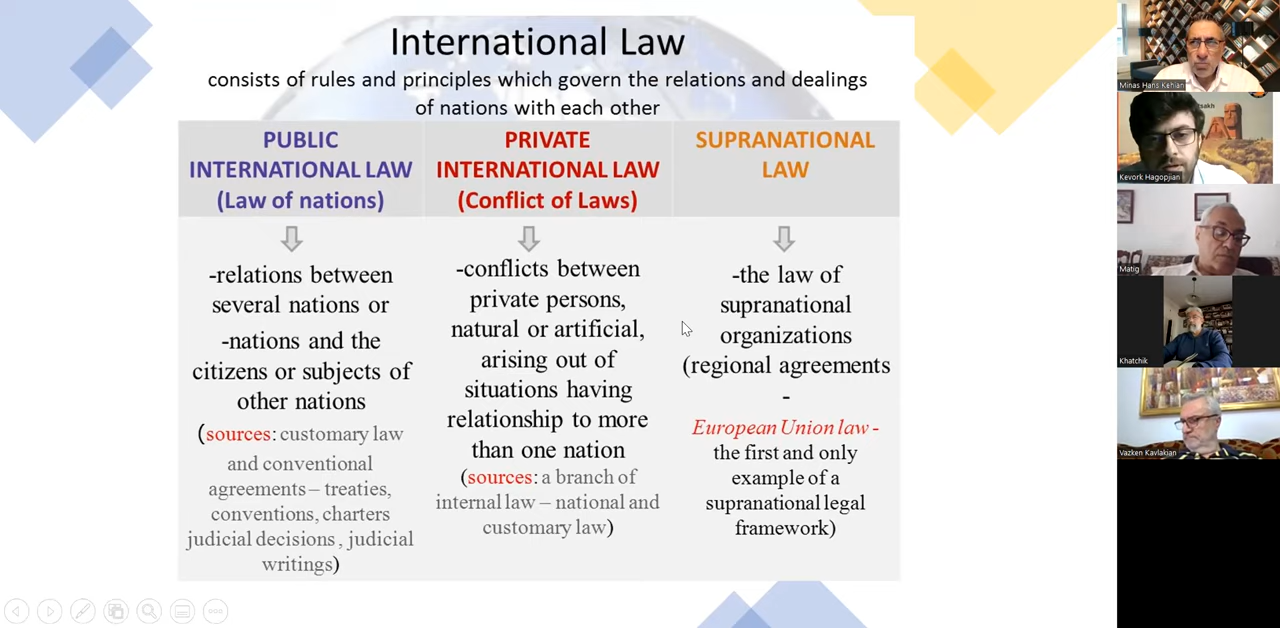 International Law
consists of rules and principles which govern the relations and dealings
of nations with each other
PUBLIC
INTERNATIONAL LAW
(Law of nations)
-relations between
several nations or
-nations and the
citizens or subjects of
other nations
(sources: customary law
and conventional
agreements – treaties,
conventions, charters
judicial decisions , judicial
writings)
PRIVATE
INTERNATIONAL LAW
(Conflict of Laws)
-conflicts between
private persons,
natural or artificial,
arising out of
situations having
relationship to more
than one nation
(sources: a branch of
internal law – national and
customary law)
SUPRANATIONAL
LAW
-the law of
supranational
organizations
(regional agreements
-
European Union law -
the first and only
example of a
supranational legal
framework)
Minas Hans Kehian
sakh
Kevork Hagopjian
Matig
Khatchik
Vazken Kavlakian